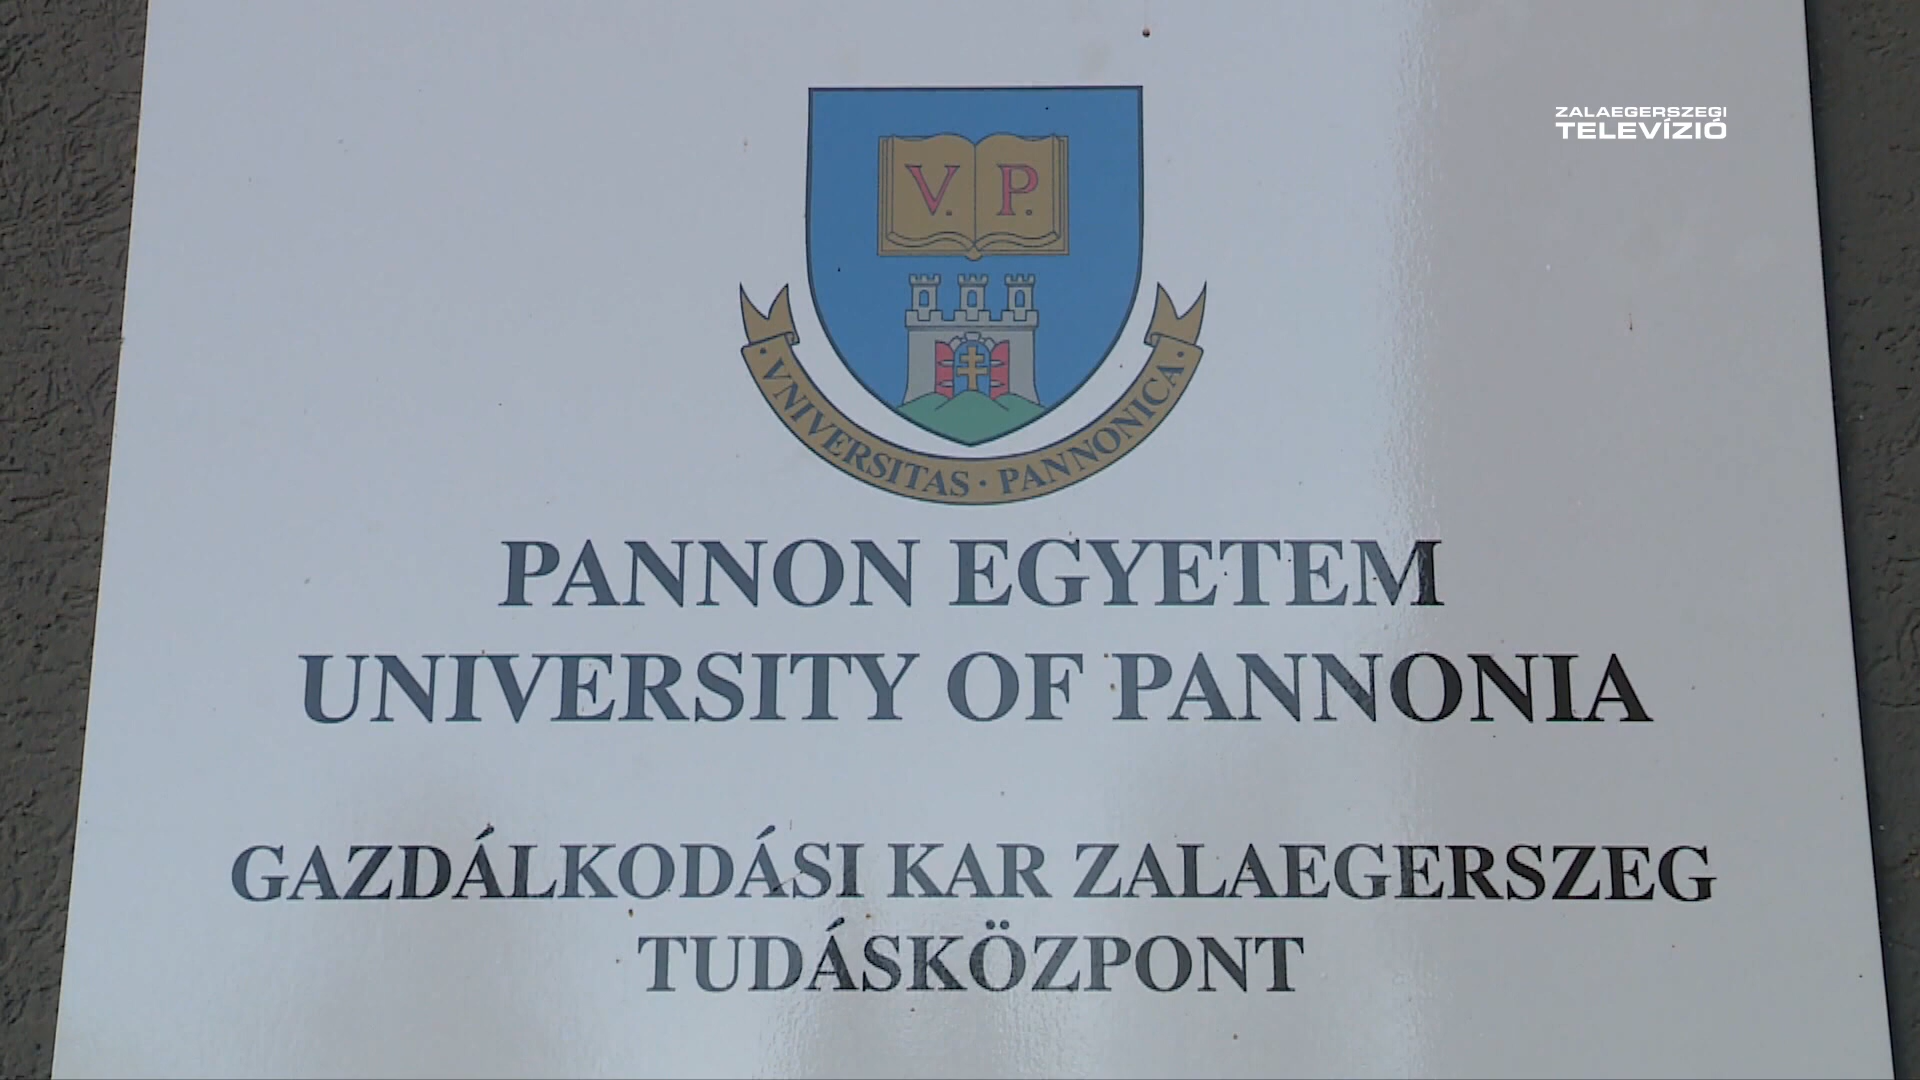 ZALAEGERSZEGI
TELEVÍZIÓ
V. P.
VNIVERSITAS · PANNONICA
PANNON EGYETEM
UNIVERSITY OF PANNONIA
GAZDÁLKODÁSI KAR ZALAEGERSZEG
TUDÁSKÖZPONT